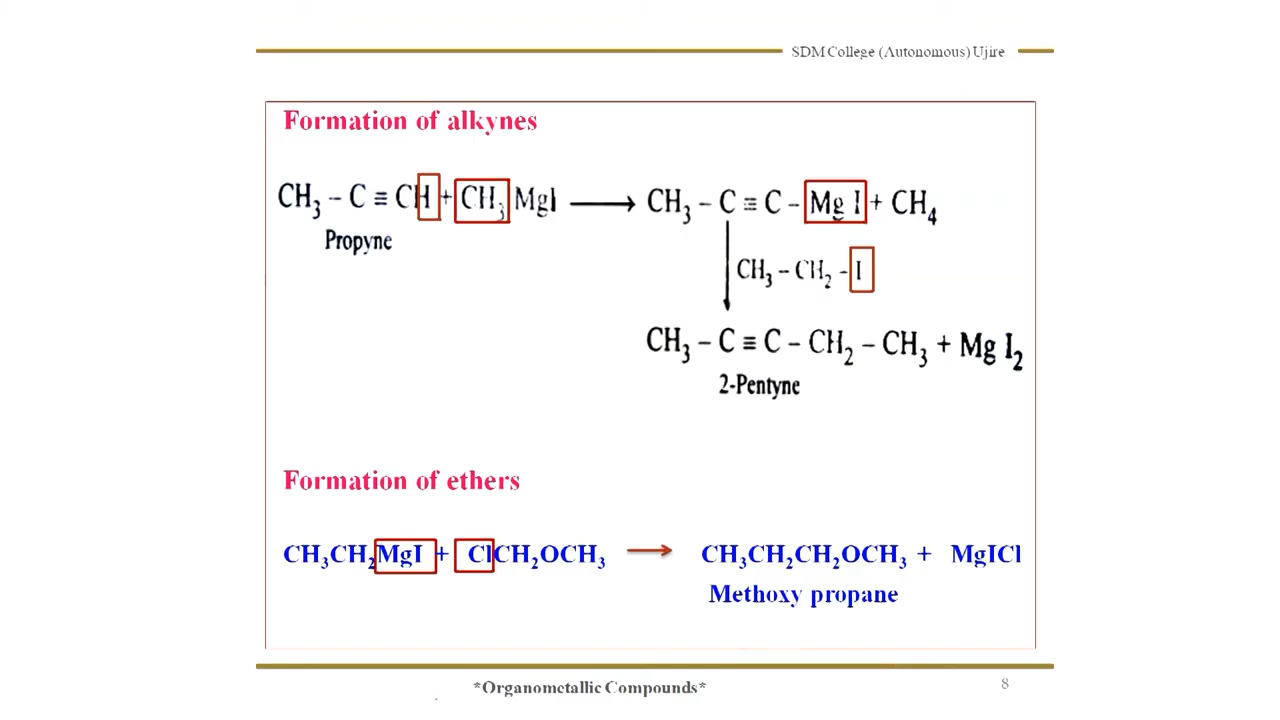 SDM College (Autonomous) Ujire
Formation of alkynes
CH₃ – C ≡ CH + CH₃ MgI ⟶ CH₃ – C ≡ C – Mg I + CH₄
Propyne
CH₃ – CH₂ – I
CH₃ – C ≡ C – CH₂ – CH₃ + Mg I₂
2-Pentyne
Formation of ethers
CH₃CH₂MgI + ClCH₂OCH₃ ⟶ CH₃CH₂CH₂OCH₃ + MgICl
Methoxy propane
*Organometallic Compounds*
8